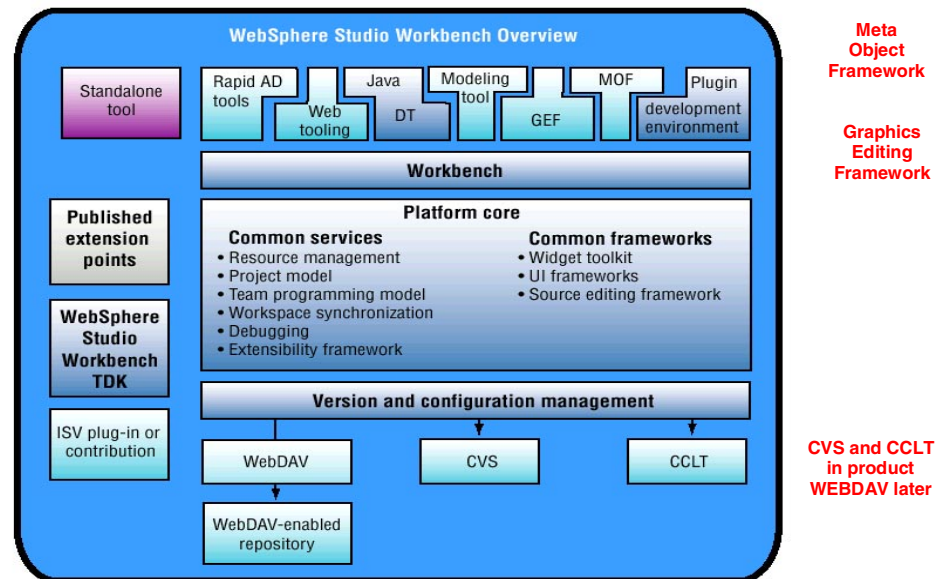 WebSphere Studio Workbench Overview
Meta
Object
Framework
Standalone
tool
Rapid AD
tools
Web
tooling
Java
DT
Modeling
tool
GEF
MOF
Plugin
development
environment
Graphics
Editing
Framework
Workbench
Published
extension
points
Platform core
Common services
• Resource management
• Project model
• Team programming model
• Workspace synchronization
• Debugging
• Extensibility framework
Common frameworks
• Widget toolkit
• UI frameworks
• Source editing framework
WebSphere
Studio
Workbench
TDK
Version and configuration management
ISV plug-in or
contribution
WebDAV
CVS
CCLT
CVS and CCLT
in product
WEBDAV later
WebDAV-enabled
repository